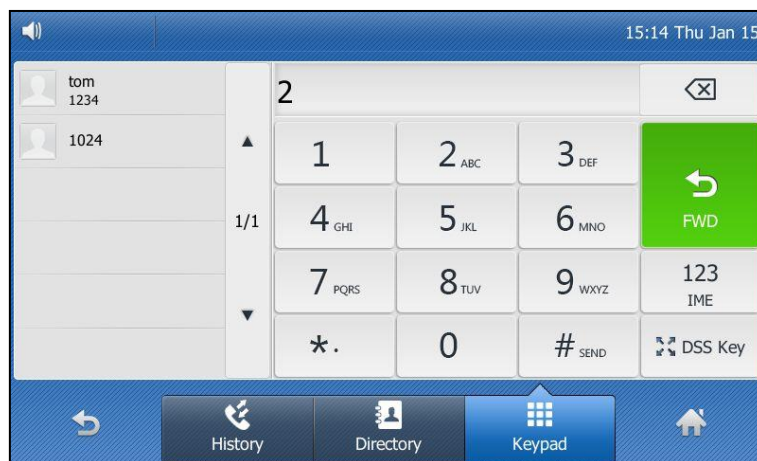 15:14 Thu Jan 15
tom
1234
1024
1/1
2
1
2 ABC
3 DEF
FWD
4 GHI
5 JKL
6 MNO
7 PQRS
8 TUV
9 WXYZ
123
IME
*.
0
# SEND
DSS Key
History
Directory
Keypad